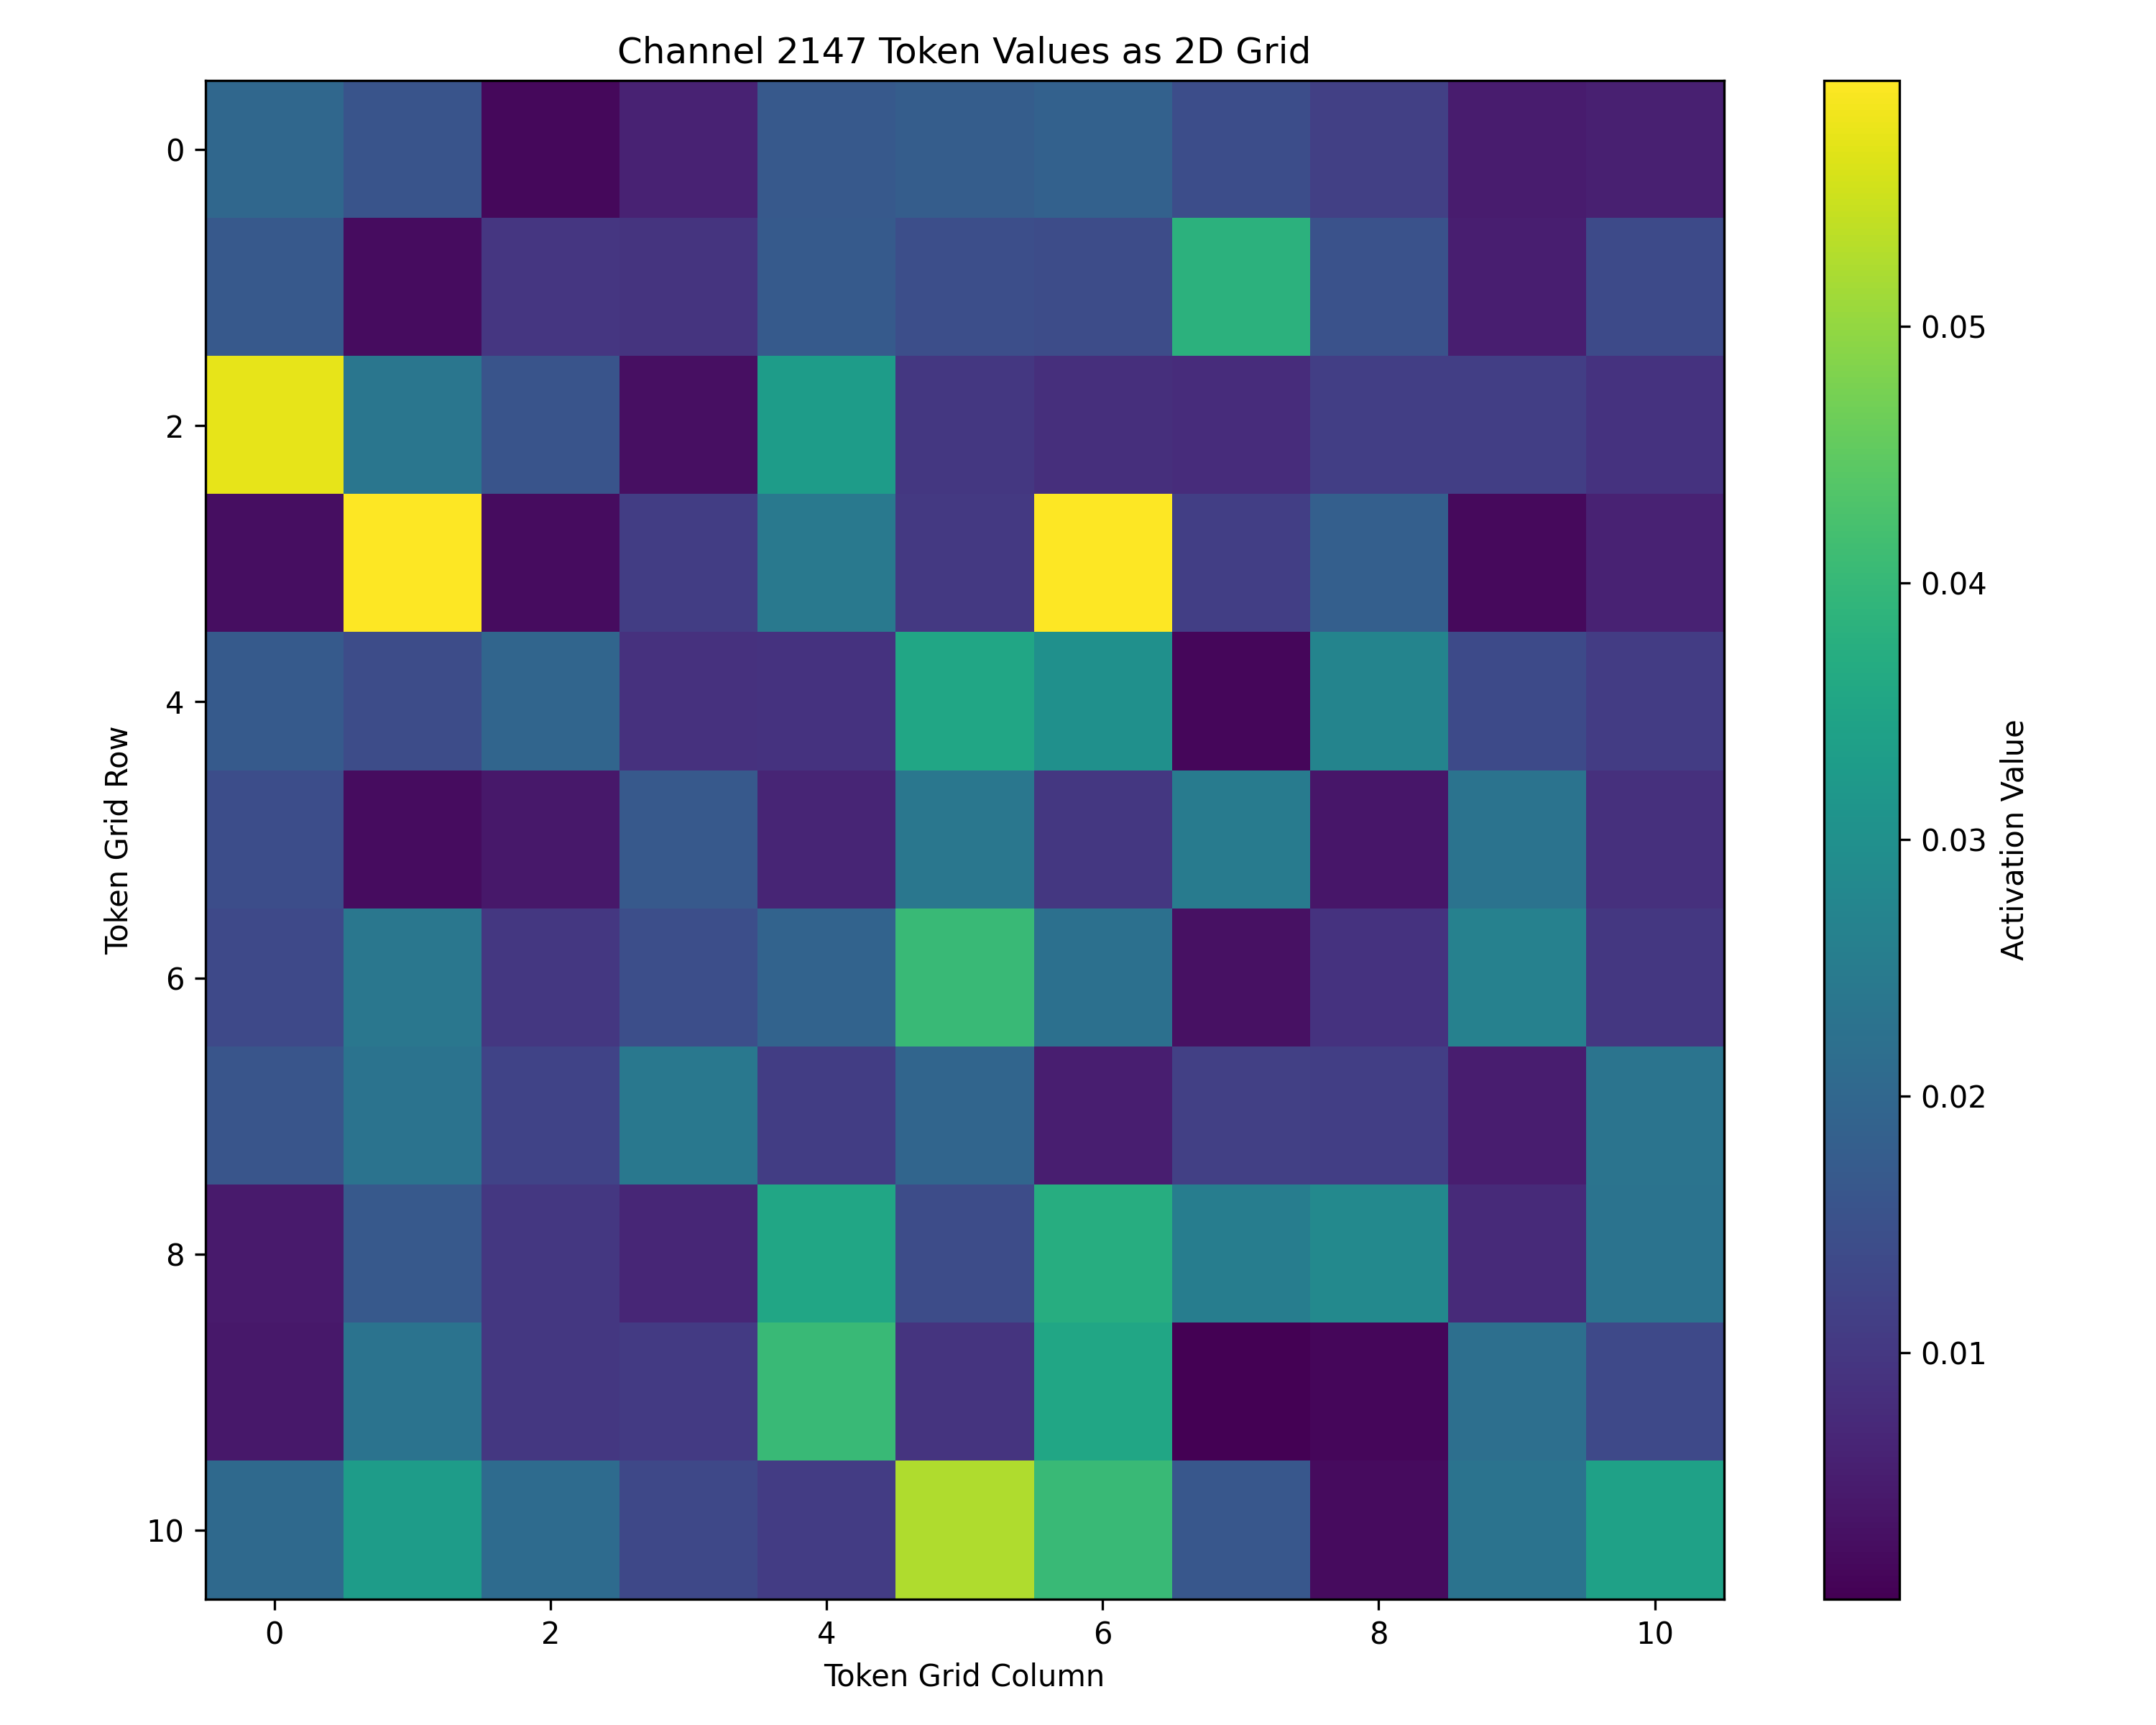 Channel 2147 Token Values as 2D Grid
0
2
4
6
8
10
Token Grid Row
0 2 4 6 8 10
Token Grid Column
0.05
0.04
0.03
0.02
0.01
Activation Value